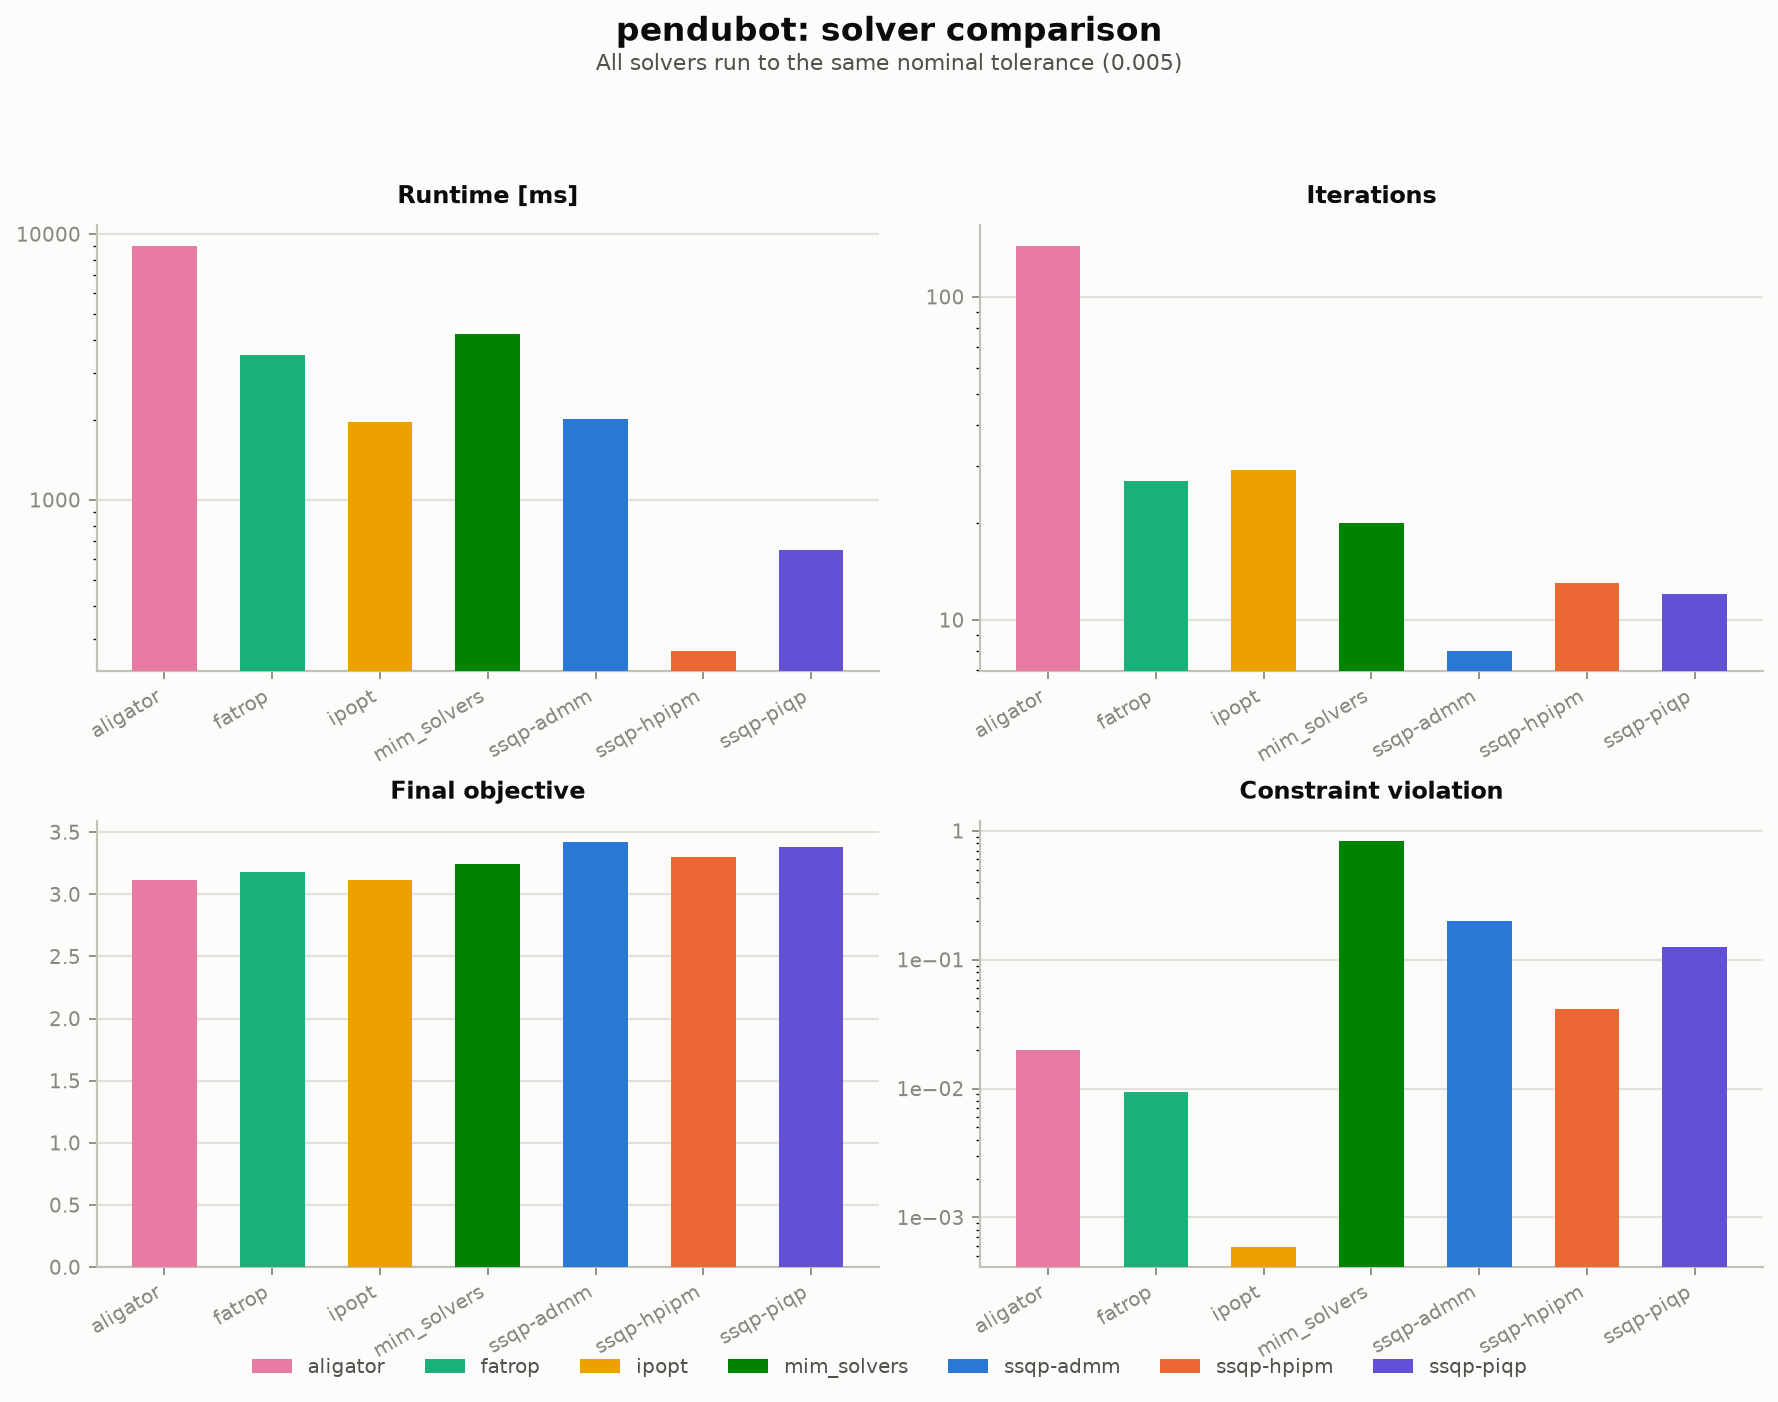 pendubot: solver comparison
All solvers run to the same nominal tolerance (0.005)
Runtime [ms]
10000
1000
aligator
fatrop
ipopt
mim_solvers
ssqp-admm
ssqp-hpipm
ssqp-piqp
Iterations
100
10
aligator
fatrop
ipopt
mim_solvers
ssqp-admm
ssqp-hpipm
ssqp-piqp
Final objective
3.5
3.0
2.5
2.0
1.5
1.0
0.5
0.0
aligator
fatrop
ipopt
mim_solvers
ssqp-admm
ssqp-hpipm
ssqp-piqp
Constraint violation
1
1e−01
1e−02
1e−03
aligator
fatrop
ipopt
mim_solvers
ssqp-admm
ssqp-hpipm
ssqp-piqp
aligator fatrop ipopt mim_solvers ssqp-admm ssqp-hpipm ssqp-piqp